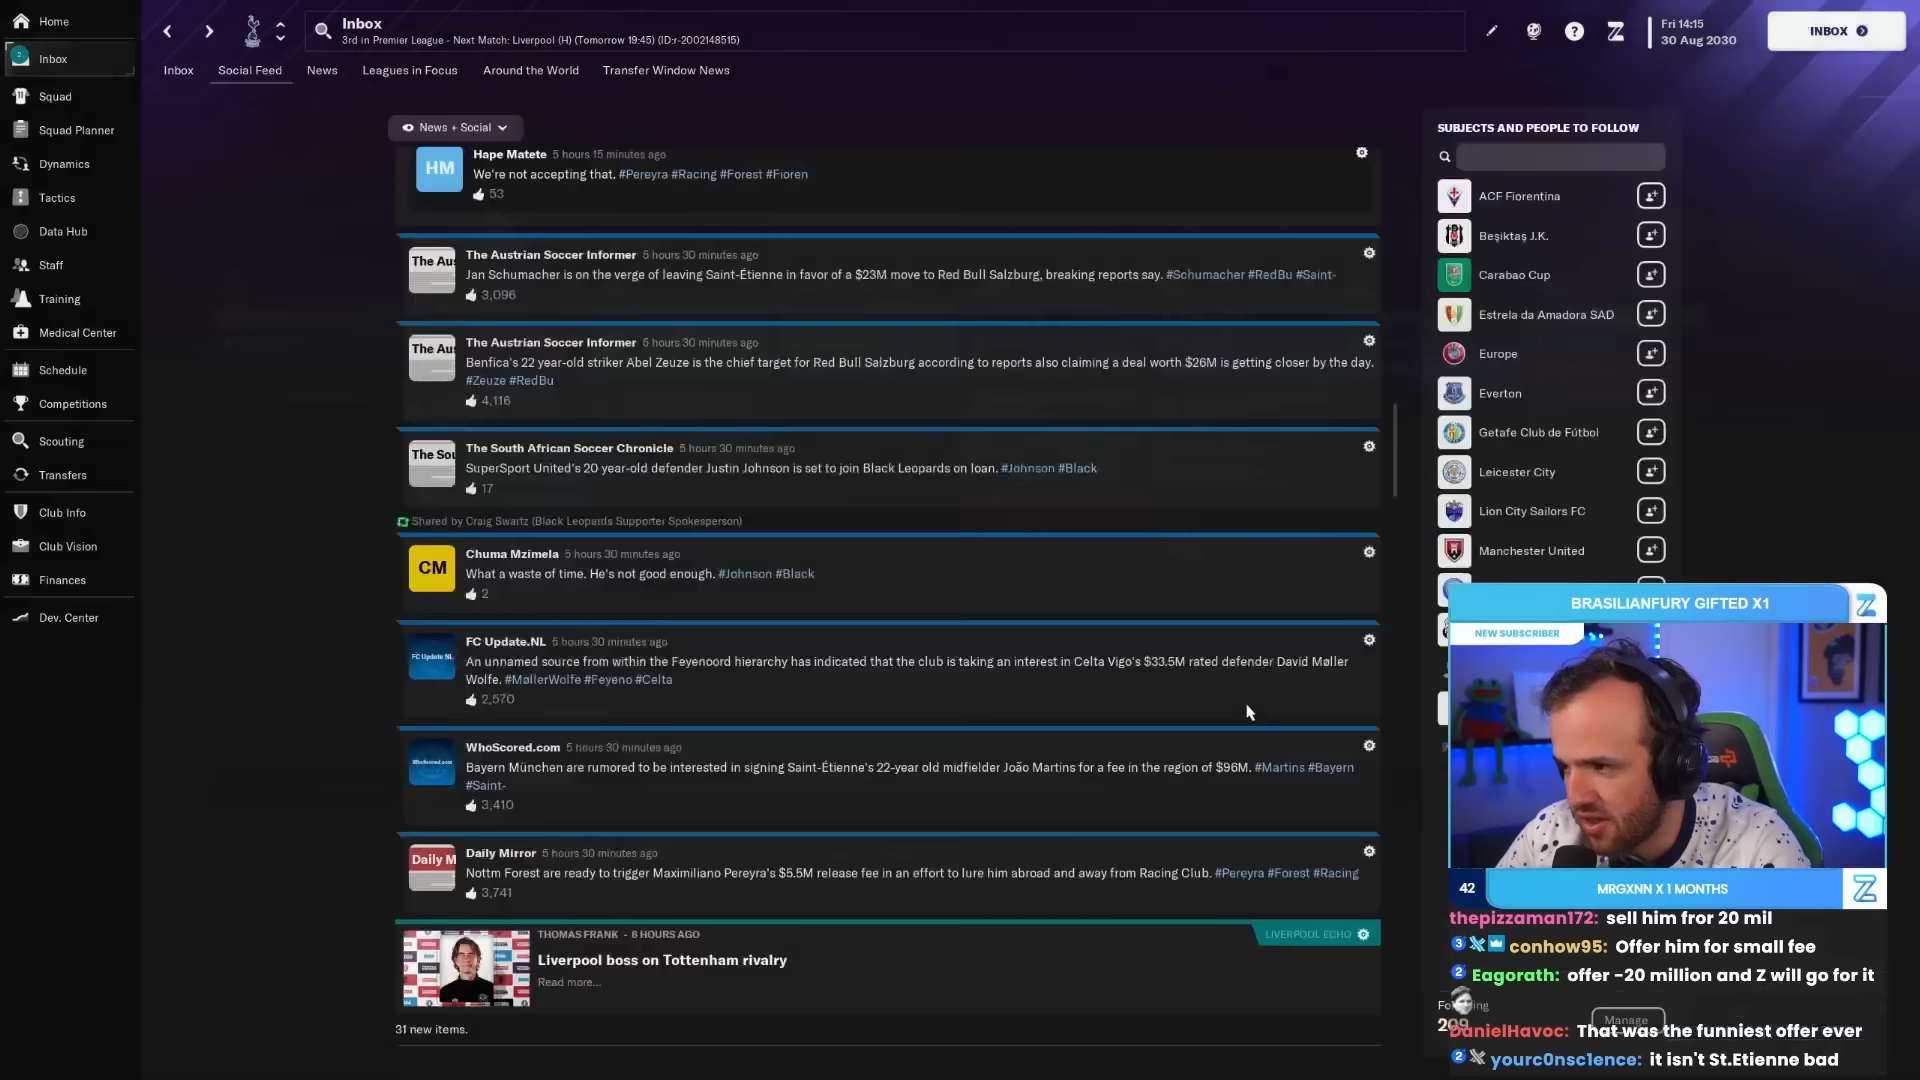 Home
Inbox
3rd in Premier League - Next Match: Liverpool (H) (Tomorrow 19:45) (ID:r-2002148515)
Fri 14:15
30 Aug 2030
INBOX
2
Inbox
Squad
Squad Planner
Dynamics
Tactics
Data Hub
Staff
Training
Medical Center
Schedule
Competitions
Scouting
Transfers
Club Info
Club Vision
Finances
Dev. Center
Inbox
Social Feed
News
Leagues in Focus
Around the World
Transfer Window News
News + Social
HM
Hape Matete 5 hours 15 minutes ago
We're not accepting that. #Pereyra #Racing #Forest #Fioren
53
The Aus
The Austrian Soccer Informer 5 hours 30 minutes ago
Jan Schumacher is on the verge of leaving Saint-Étienne in favor of a $23M move to Red Bull Salzburg, breaking reports say. #Schumacher #RedBu #Saint-
3,096
The Aus
The Austrian Soccer Informer 5 hours 30 minutes ago
Benfica's 22 year-old striker Abel Zeuze is the chief target for Red Bull Salzburg according to reports also claiming a deal worth $26M is getting closer by the day.
#Zeuze #RedBu
4,116
The Sou
The South African Soccer Chronicle 5 hours 30 minutes ago
SuperSport United's 20 year-old defender Justin Johnson is set to join Black Leopards on loan. #Johnson #Black
17
Shared by Craig Swartz (Black Leopards Supporter Spokesperson)
CM
Chuma Mzimela 5 hours 30 minutes ago
What a waste of time. He's not good enough. #Johnson #Black
2
FC Update.NL
FC Update.NL 5 hours 30 minutes ago
An unnamed source from within the Feyenoord hierarchy has indicated that the club is taking an interest in Celta Vigo's $33.5M rated defender David Møller
Wolfe. #MøllerWolfe #Feyeno #Celta
2,570
WhoScored.com
WhoScored.com 5 hours 30 minutes ago
Bayern München are rumored to be interested in signing Saint-Étienne's 22-year old midfielder João Martins for a fee in the region of $96M. #Martins #Bayern
#Saint-
3,410
Daily M
Daily Mirror 5 hours 30 minutes ago
Nottm Forest are ready to trigger Maximiliano Pereyra's $5.5M release fee in an effort to lure him abroad and away from Racing Club. #Pereyra #Forest #Racing
3,741
THOMAS FRANK - 6 HOURS AGO
LIVERPOOL ECHO
Liverpool boss on Tottenham rivalry
Read more...
31 new items.
SUBJECTS AND PEOPLE TO FOLLOW
ACF Fiorentina
Beşiktaş J.K.
Carabao Cup
Estrela da Amadora SAD
Europe
Everton
Getafe Club de Fútbol
Leicester City
Lion City Sailors FC
Manchester United
BRASILIANFURY GIFTED X1
NEW SUBSCRIBER
42
MRGXNN X 1 MONTHS
thepizzaman172: sell him fror 20 mil
3 conhow95: Offer him for small fee
2 Eagorath: offer -20 million and Z will go for it
209
Manage
DanielHavoc: That was the funniest offer ever
2 yourc0nsc1ence: it isn't St.Etienne bad